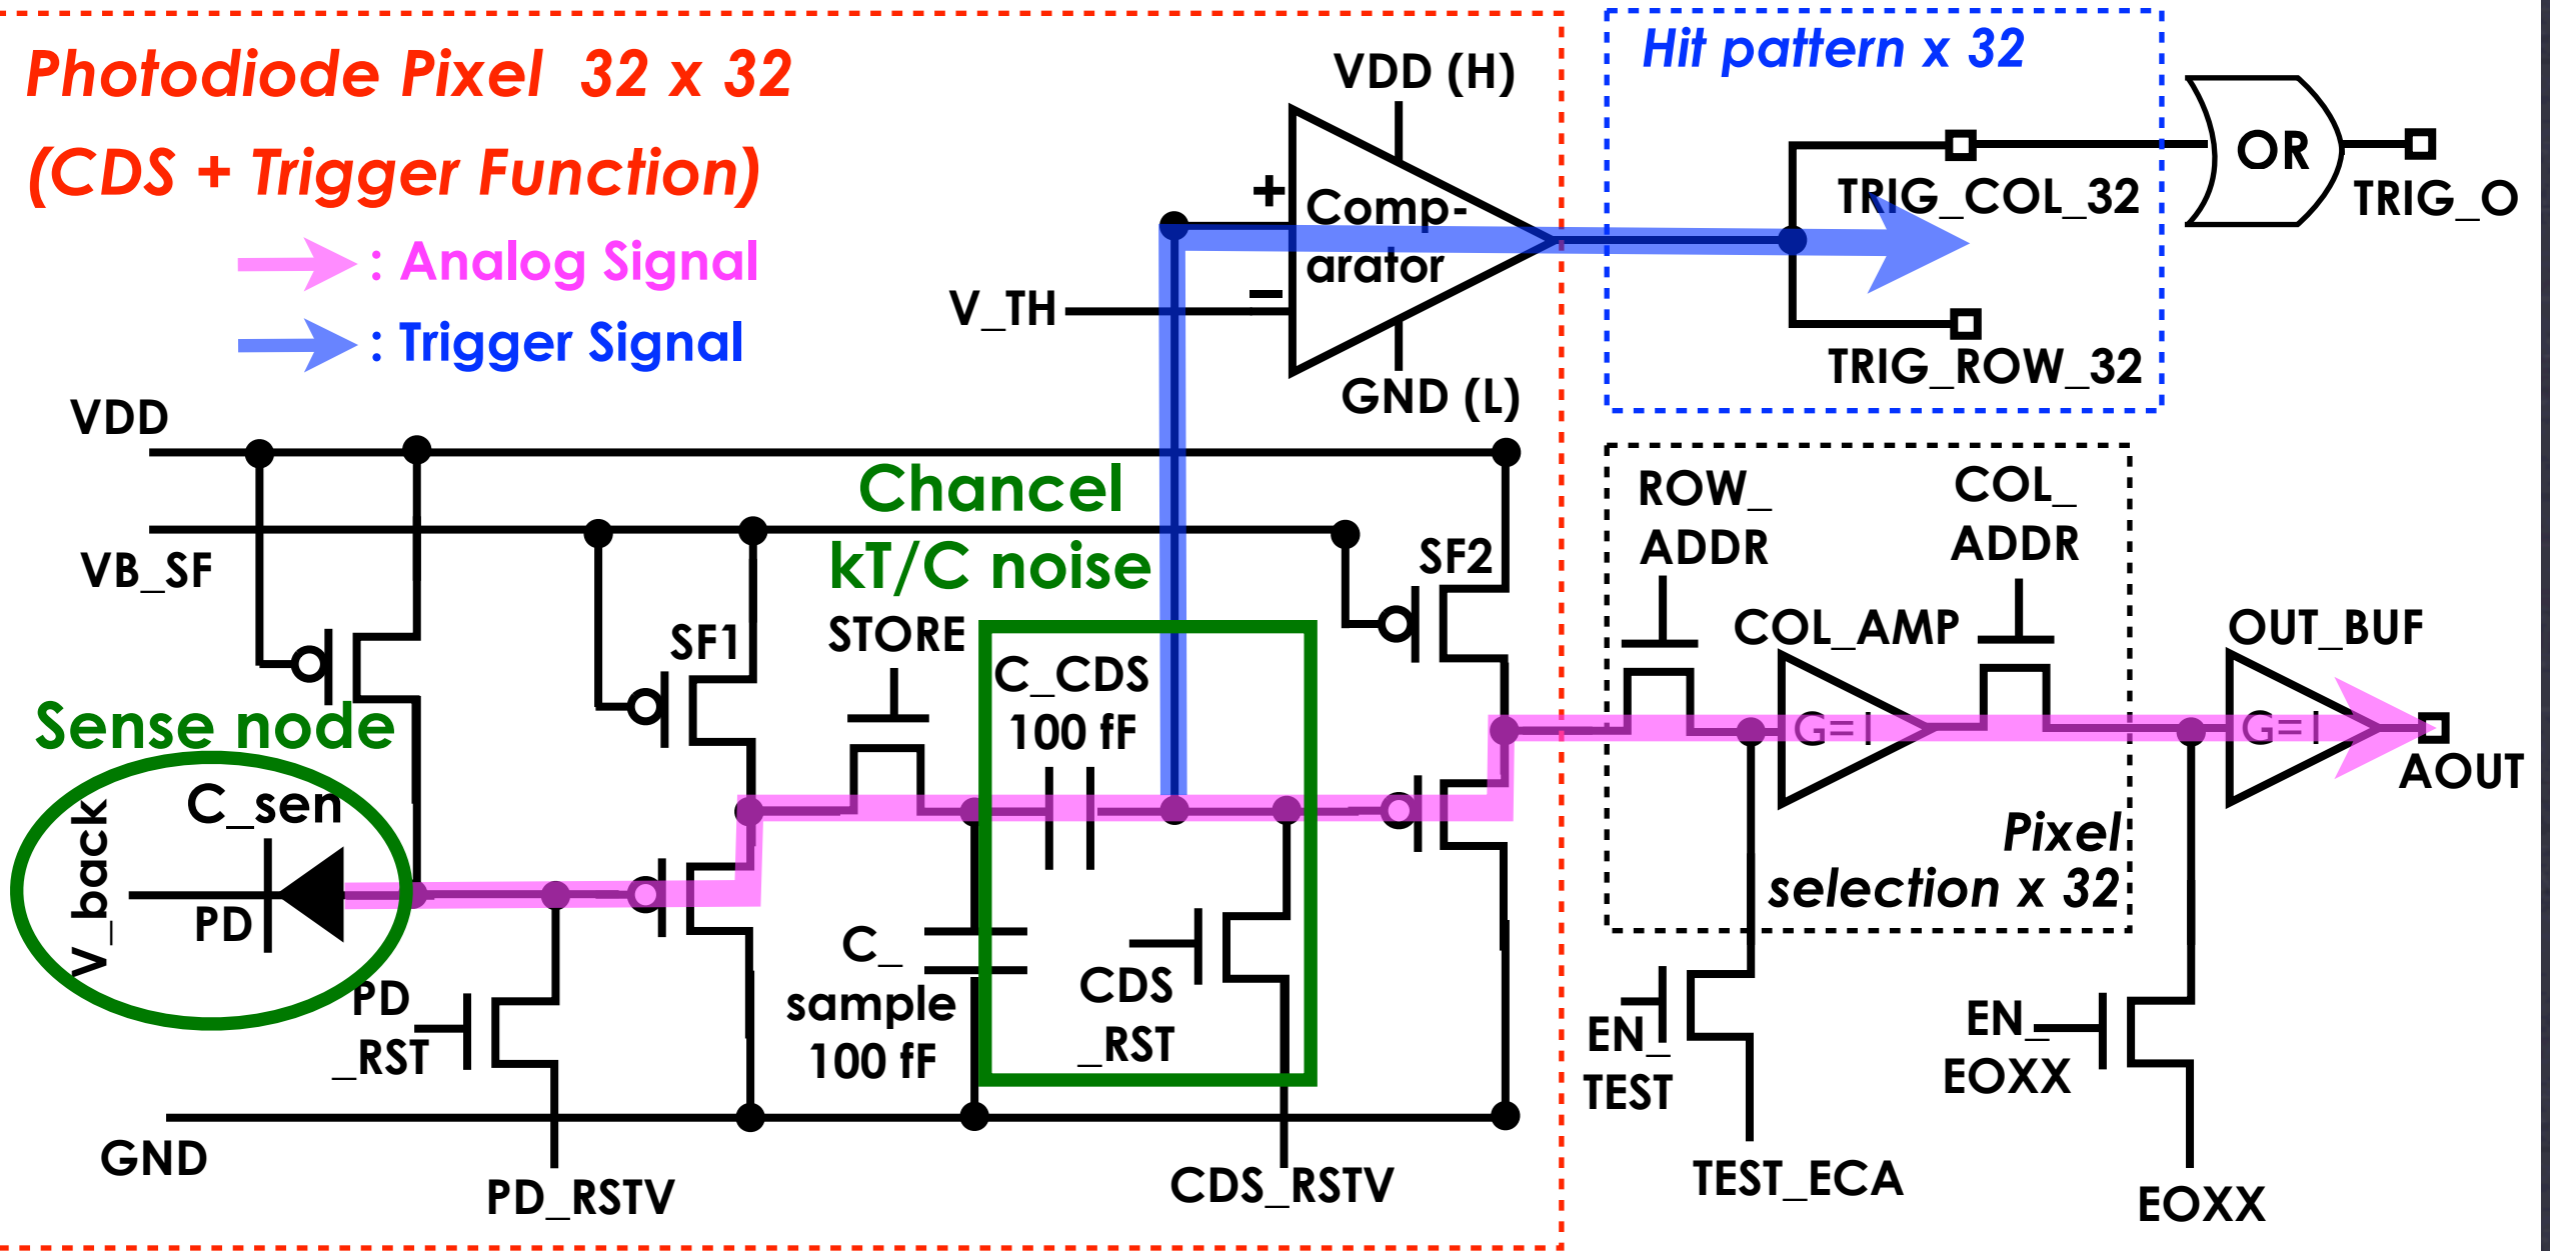 Photodiode Pixel 32 x 32
(CDS + Trigger Function)
: Analog Signal
: Trigger Signal
VDD (H)
+
Comp-
arator
−
V_TH
GND (L)
Hit pattern x 32
TRIG_COL_32
TRIG_ROW_32
OR
TRIG_O
VDD
VB_SF
Chancel
kT/C noise
SF1
STORE
SF2
C_CDS
100 fF
Sense node
C_sen
V_back
PD
PD
_RST
C_
sample
100 fF
CDS
_RST
GND
PD_RSTV
CDS_RSTV
ROW_
ADDR
COL_
ADDR
COL_AMP
G=1
OUT_BUF
G=1
AOUT
Pixel
selection x 32
EN_
TEST
TEST_ECA
EN_
EOXX
EOXX